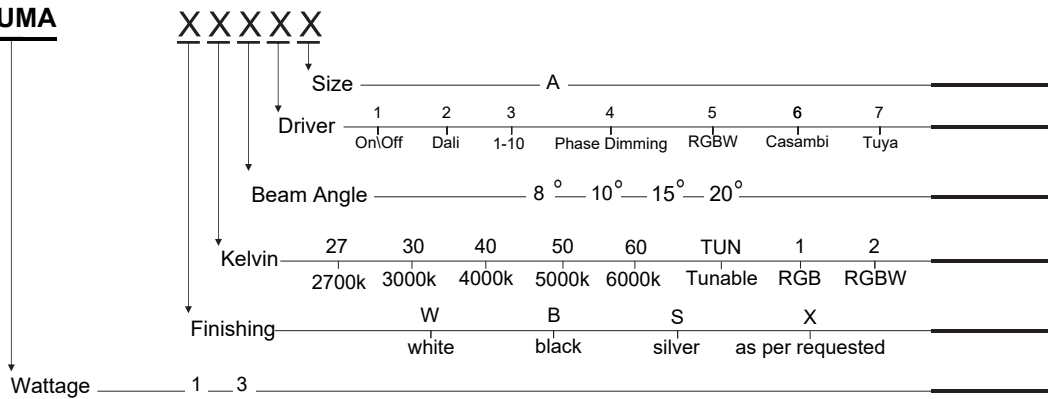 UMA X X X X X
Size A
1 2 3 4 5 6 7
Driver
On\Off Dali 1-10 Phase Dimming RGBW Casambi Tuya
Beam Angle 8° 10° 15° 20°
27 30 40 50 60 TUN 1 2
Kelvin
2700k 3000k 4000k 5000k 6000k Tunable RGB RGBW
W B S X
Finishing
white black silver as per requested
Wattage 1 3